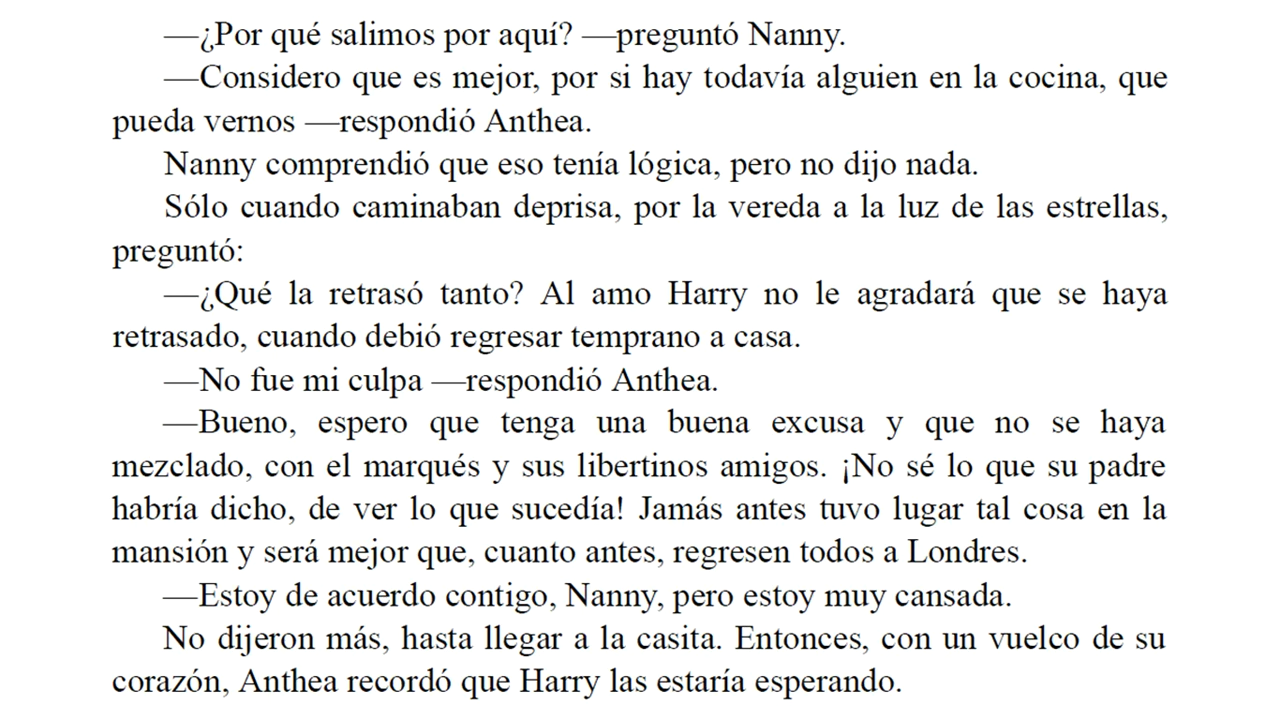 —¿Por qué salimos por aquí? —preguntó Nanny.
—Considero que es mejor, por si hay todavía alguien en la cocina, que
pueda vernos —respondió Anthea.
Nanny comprendió que eso tenía lógica, pero no dijo nada.
Sólo cuando caminaban deprisa, por la vereda a la luz de las estrellas,
preguntó:
—¿Qué la retrasó tanto? Al amo Harry no le agradará que se haya
retrasado, cuando debió regresar temprano a casa.
—No fue mi culpa —respondió Anthea.
—Bueno, espero que tenga una buena excusa y que no se haya
mezclado, con el marqués y sus libertinos amigos. ¡No sé lo que su padre
habría dicho, de ver lo que sucedía! Jamás antes tuvo lugar tal cosa en la
mansión y será mejor que, cuanto antes, regresen todos a Londres.
—Estoy de acuerdo contigo, Nanny, pero estoy muy cansada.
No dijeron más, hasta llegar a la casita. Entonces, con un vuelco de su
corazón, Anthea recordó que Harry las estaría esperando.